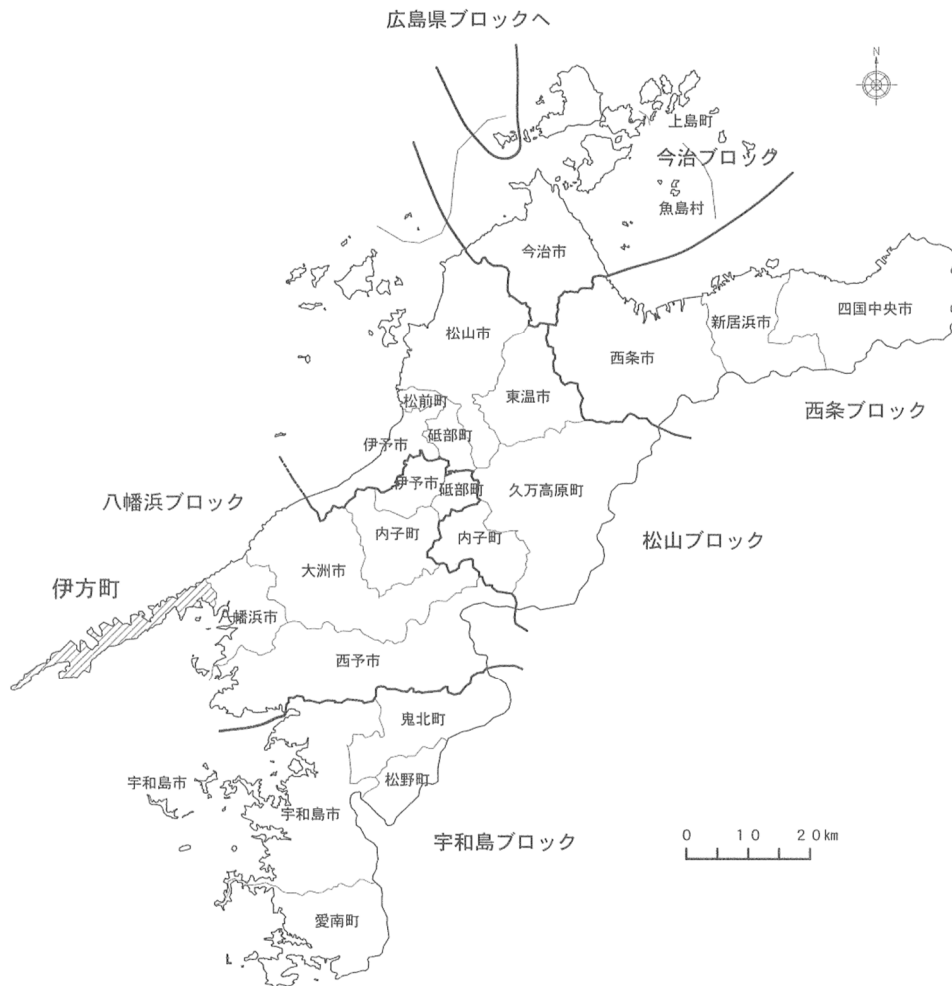 広島県ブロックへ
N
上島町
今治ブロック
魚島村
今治市
四国中央市
新居浜市
松山市
西条市
東温市
松前町
西条ブロック
砥部町
伊予市
伊予市
砥部町
久万高原町
八幡浜ブロック
内子町
内子町
松山ブロック
大洲市
伊方町
八幡浜市
西予市
鬼北町
松野町
宇和島市
宇和島市
宇和島ブロック
0 10 20km
愛南町